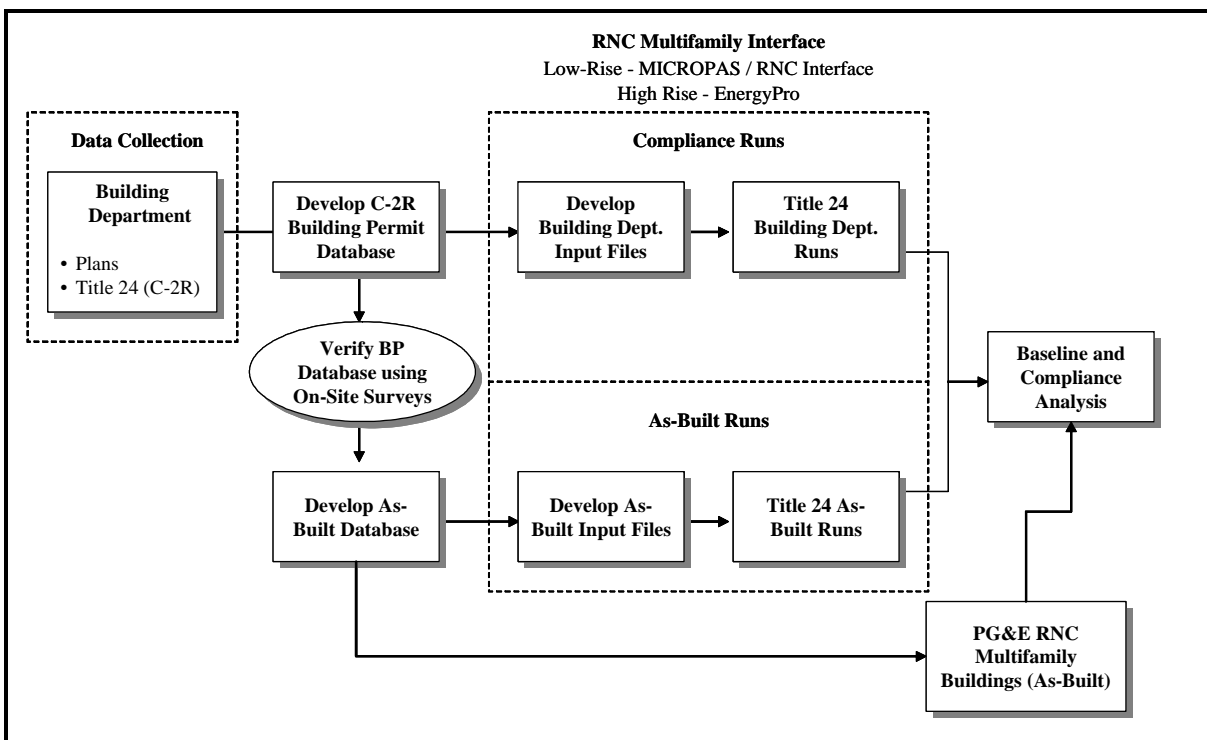 RNC Multifamily Interface
Low-Rise - MICROPAS / RNC Interface
High Rise - EnergyPro
Data Collection
Building
Department
• Plans
• Title 24 (C-2R)
Develop C-2R
Building Permit
Database
Compliance Runs
Develop
Building Dept.
Input Files
Title 24
Building Dept.
Runs
Verify BP
Database using
On-Site Surveys
Baseline and
Compliance
Analysis
As-Built Runs
Develop As-
Built Database
Develop As-
Built Input Files
Title 24 As-
Built Runs
PG&E RNC
Multifamily
Buildings (As-Built)